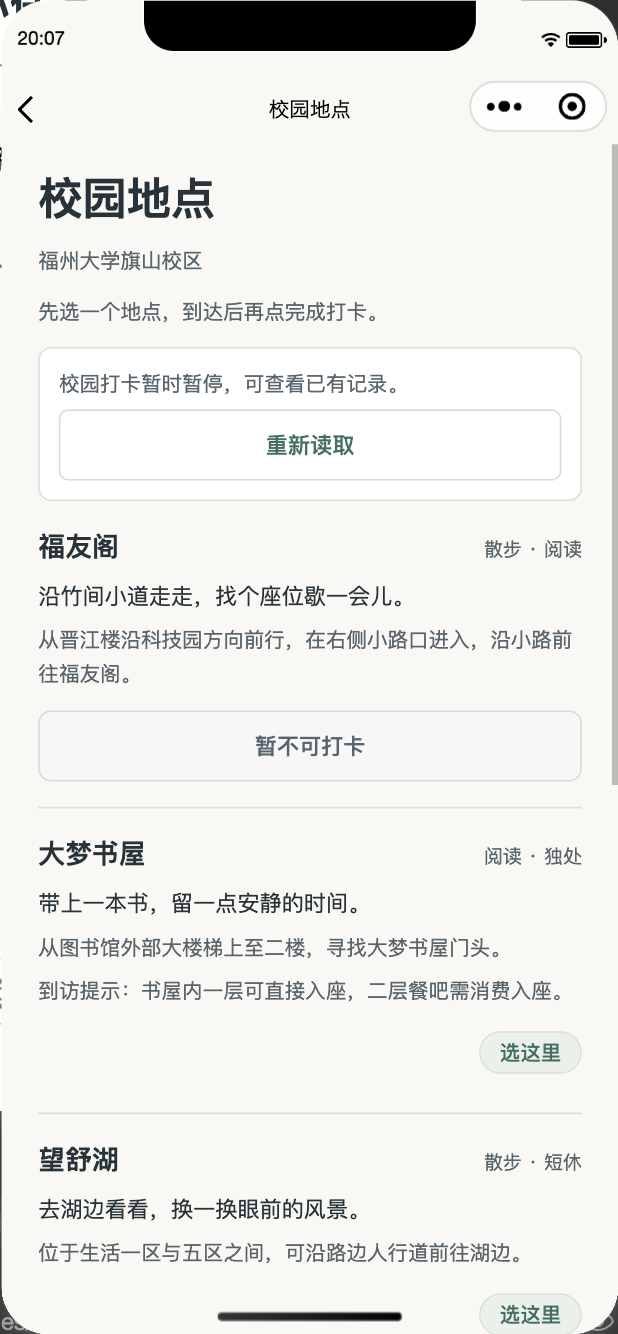 20:07
校园地点
校园地点
福州大学旗山校区
先选一个地点，到达后再点完成打卡。
校园打卡暂时暂停，可查看已有记录。
重新读取
福友阁
散步 · 阅读
沿竹间小道走走，找个座位歇一会儿。
从晋江楼沿科技园方向前行，在右侧小路口进入，沿小路前
往福友阁。
暂不可打卡
大梦书屋
阅读 · 独处
带上一本书，留一点安静的时间。
从图书馆外部大楼梯上至二楼，寻找大梦书屋门头。
到访提示：书屋内一层可直接入座，二层餐吧需消费入座。
选这里
望舒湖
散步 · 短休
去湖边看看，换一换眼前的风景。
位于生活一区与五区之间，可沿路边人行道前往湖边。
选这里